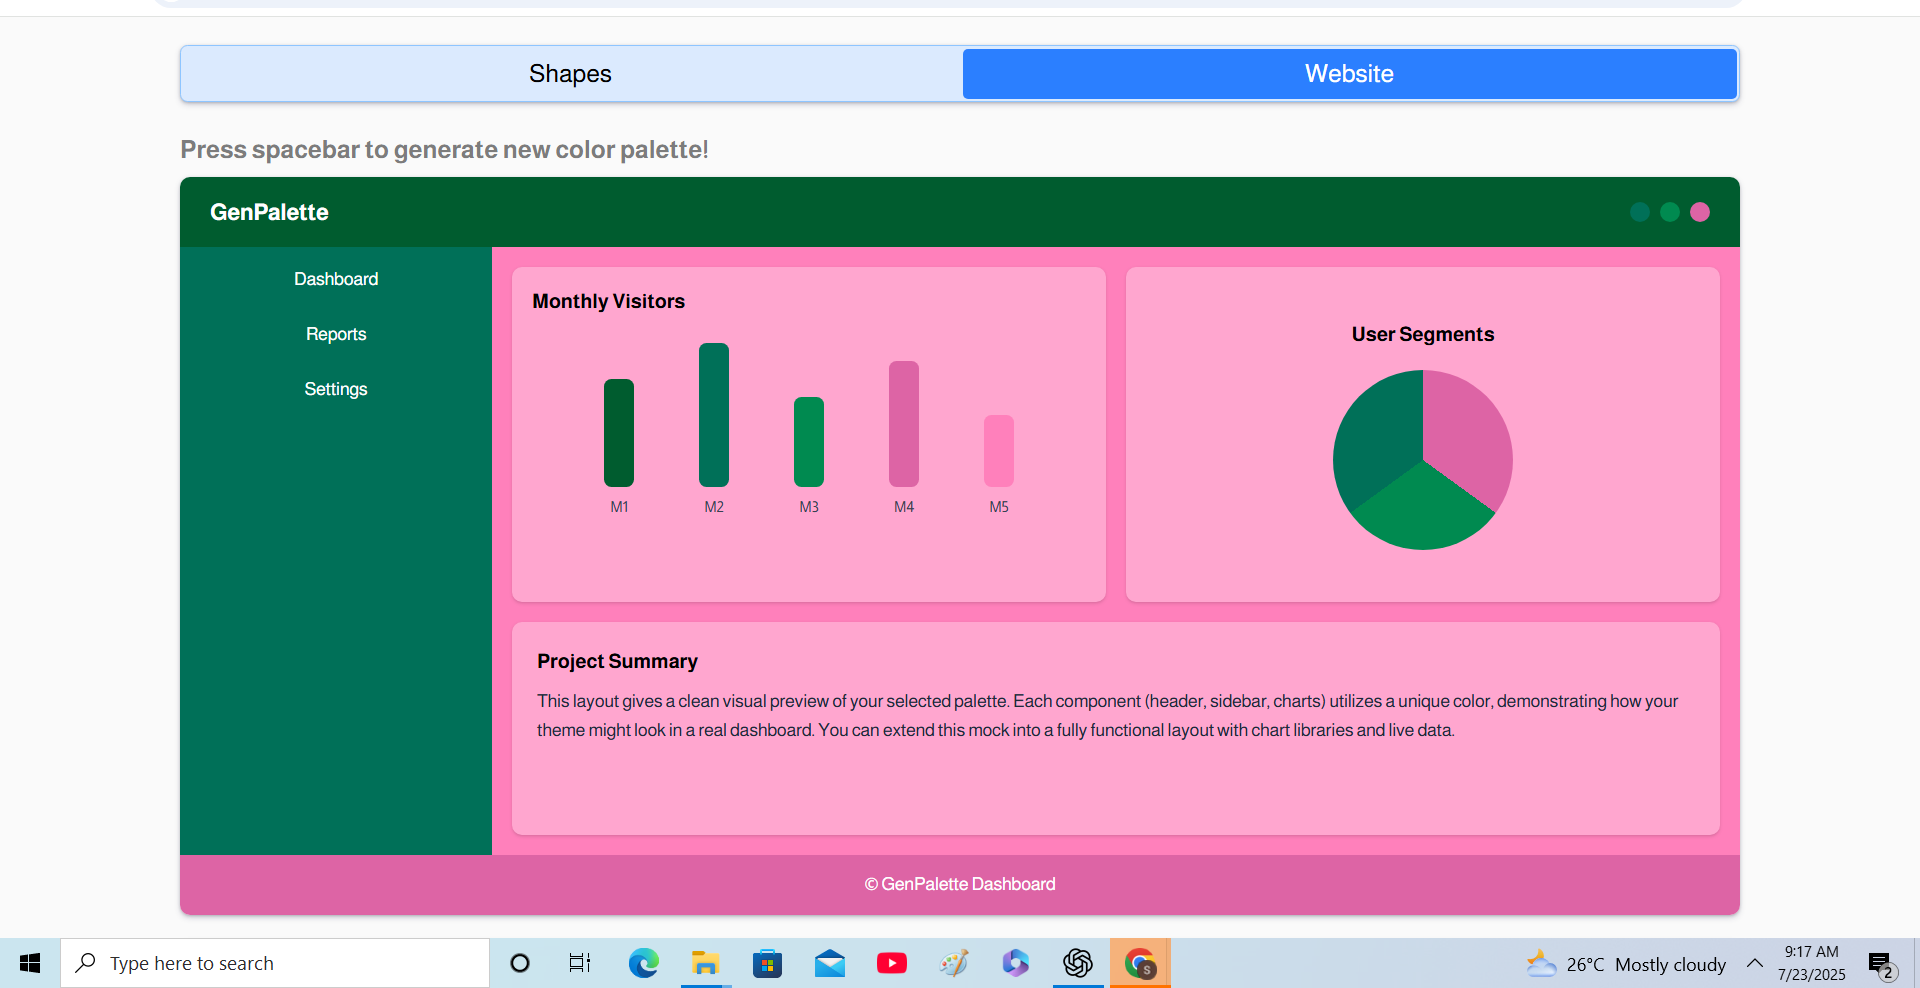 Shapes
Website
Press spacebar to generate new color palette!
GenPalette
Dashboard
Reports
Settings
Monthly Visitors
M1 M2 M3 M4 M5
User Segments
Project Summary
This layout gives a clean visual preview of your selected palette. Each component (header, sidebar, charts) utilizes a unique color, demonstrating how your
theme might look in a real dashboard. You can extend this mock into a fully functional layout with chart libraries and live data.
© GenPalette Dashboard
Type here to search
S
26°C Mostly cloudy
9:17 AM
7/23/2025
2